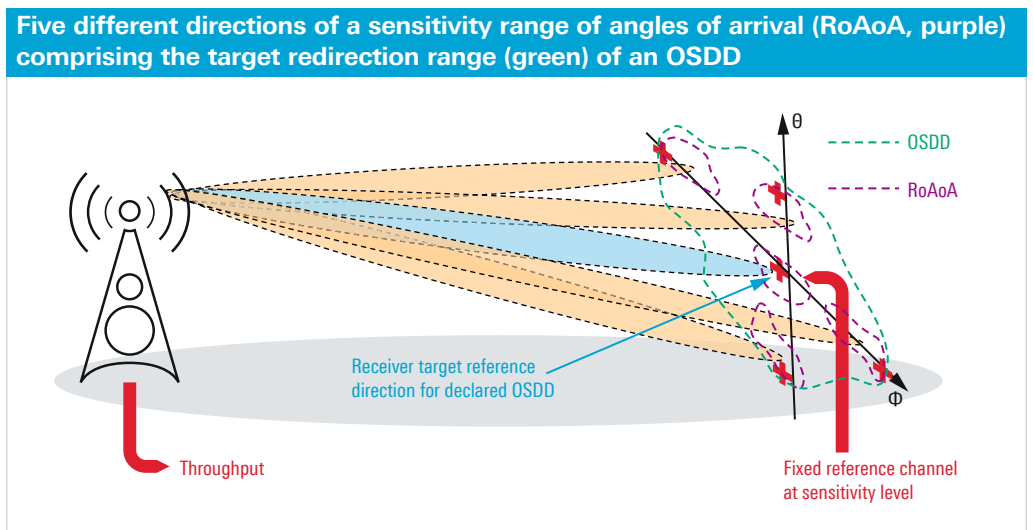 Five different directions of a sensitivity range of angles of arrival (RoAoA, purple)
comprising the target redirection range (green) of an OSDD
θ
OSDD
RoAoA
Receiver target reference
direction for declared OSDD
Φ
Throughput
Fixed reference channel
at sensitivity level